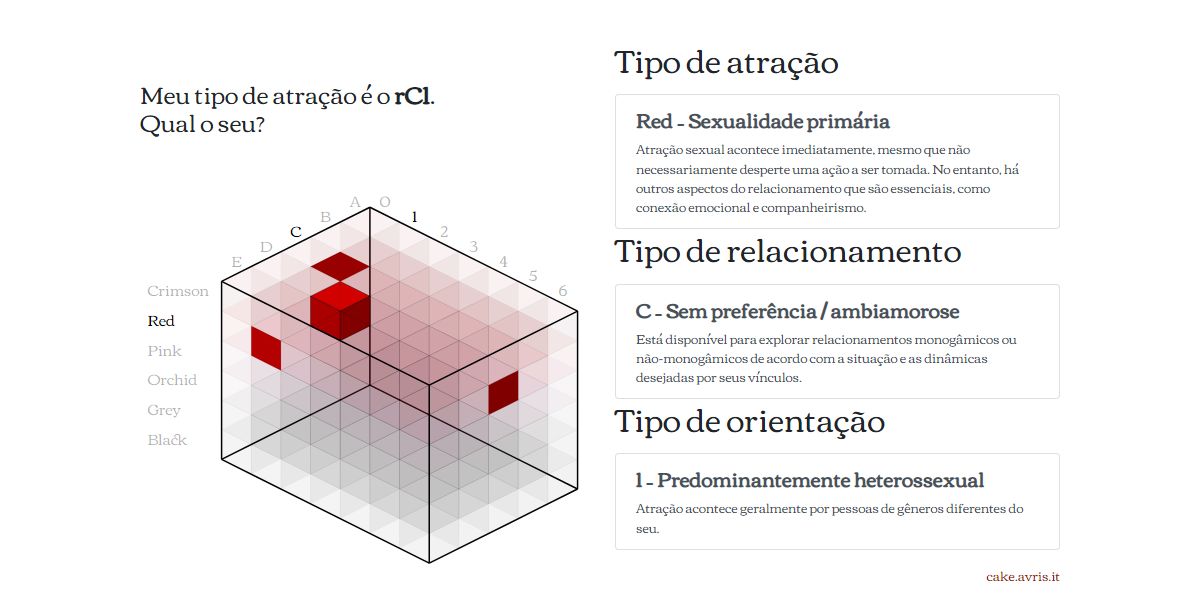 Meu tipo de atração é o rC1.
Qual o seu?
A
B
C
D
E
0
1
2
3
4
5
6
Crimson
Red
Pink
Orchid
Grey
Black
Tipo de atração
Red - Sexualidade primária
Atração sexual acontece imediatamente, mesmo que não
necessariamente desperte uma ação a ser tomada. No entanto, há
outros aspectos do relacionamento que são essenciais, como
conexão emocional e companheirismo.
Tipo de relacionamento
C - Sem preferência / ambiamorose
Está disponível para explorar relacionamentos monogâmicos ou
não-monogâmicos de acordo com a situação e as dinâmicas
desejadas por seus vínculos.
Tipo de orientação
1 - Predominantemente heterossexual
Atração acontece geralmente por pessoas de gêneros diferentes do
seu.
cake.avris.it